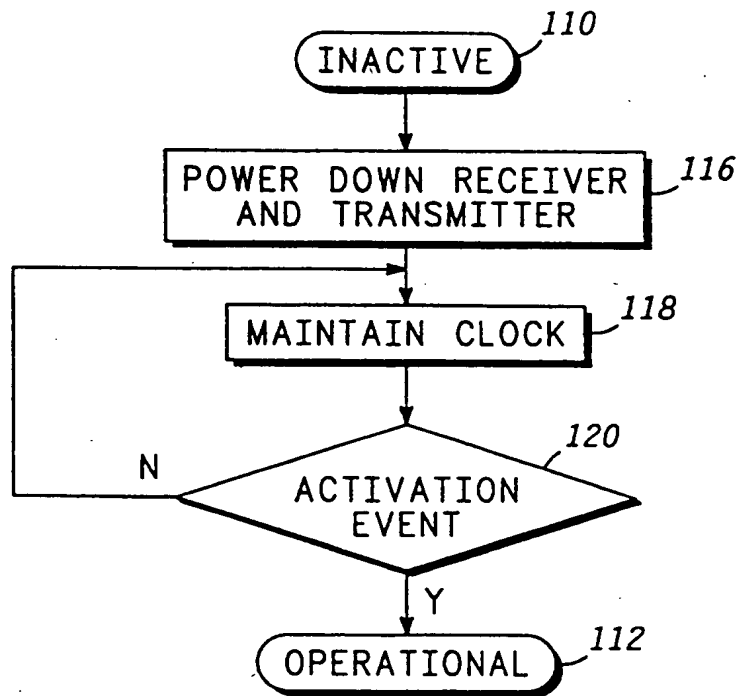 110
INACTIVE
POWER DOWN RECEIVER
AND TRANSMITTER
116
MAINTAIN CLOCK
118
120
N
ACTIVATION
EVENT
Y
OPERATIONAL
112